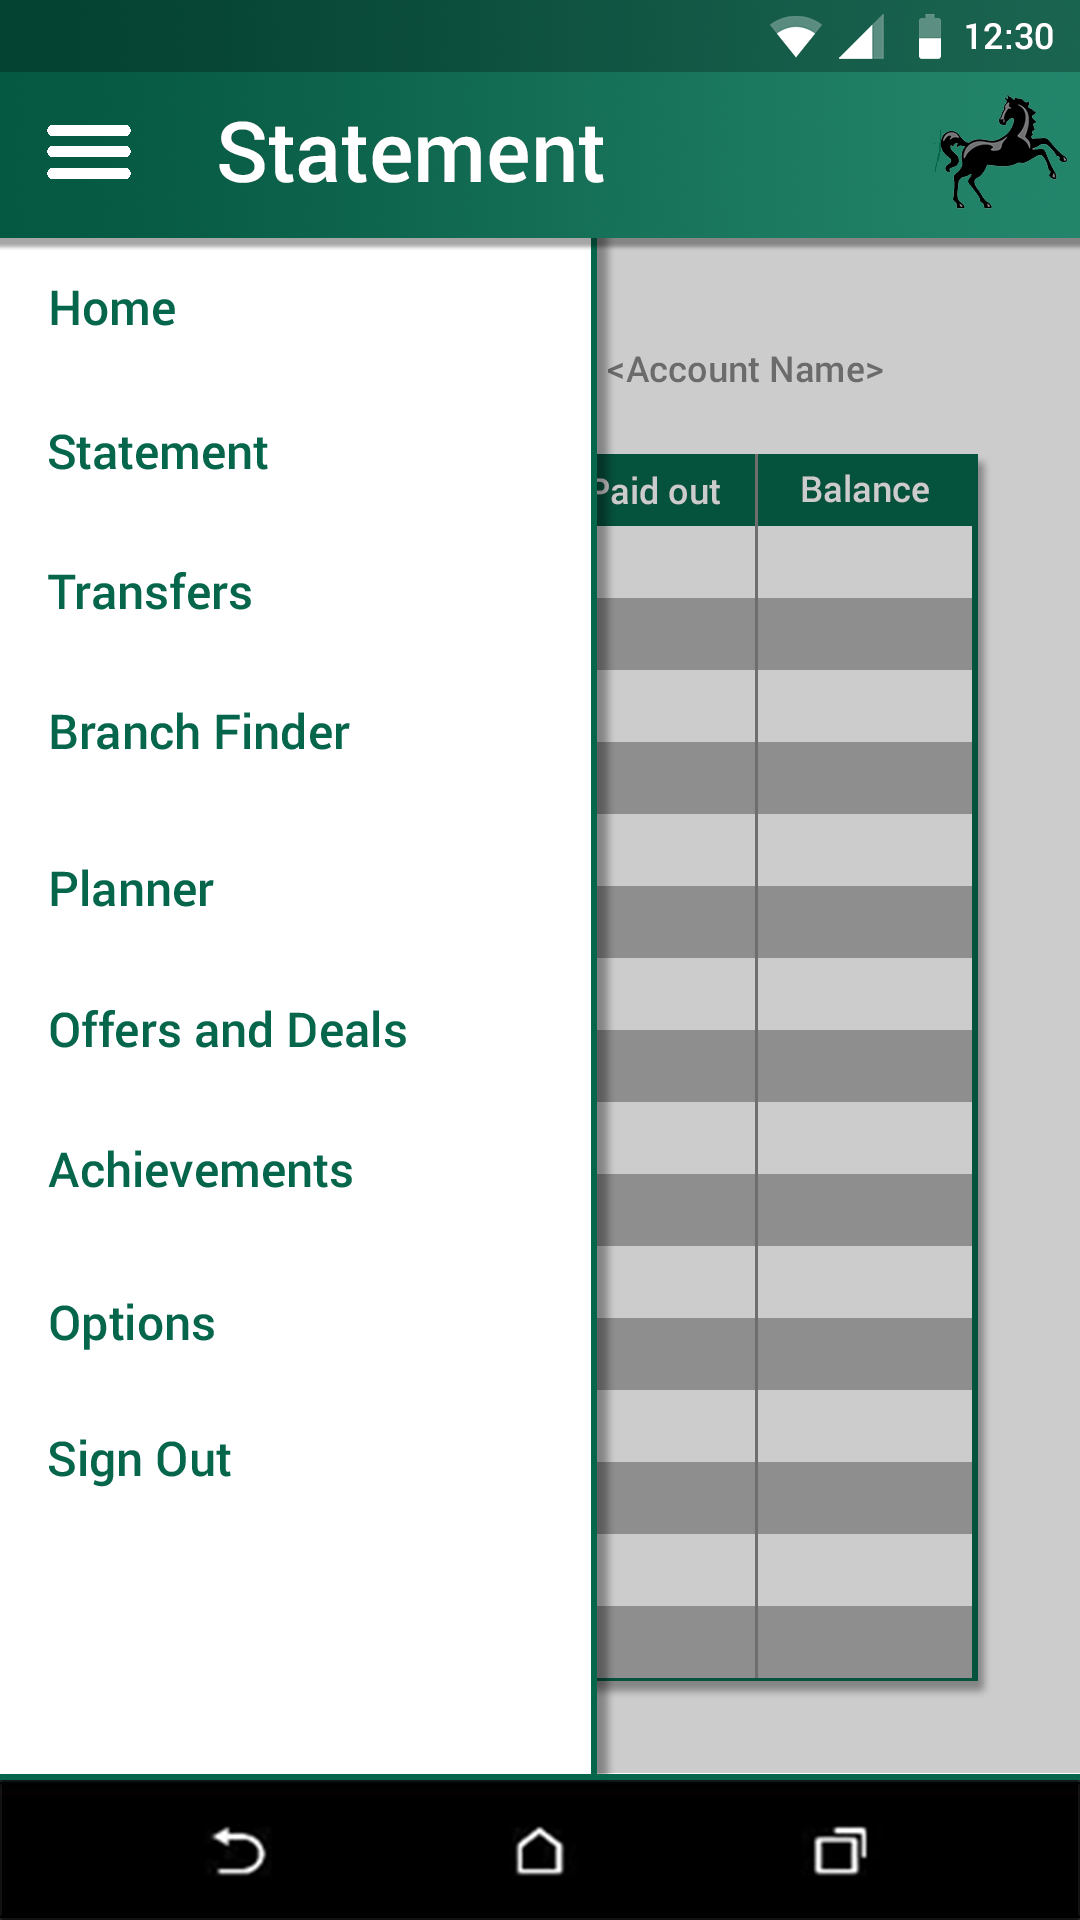 12:30
Statement
Home
<Account Name>
Statement
Paid out
Balance
Transfers
Branch Finder
Planner
Offers and Deals
Achievements
Options
Sign Out